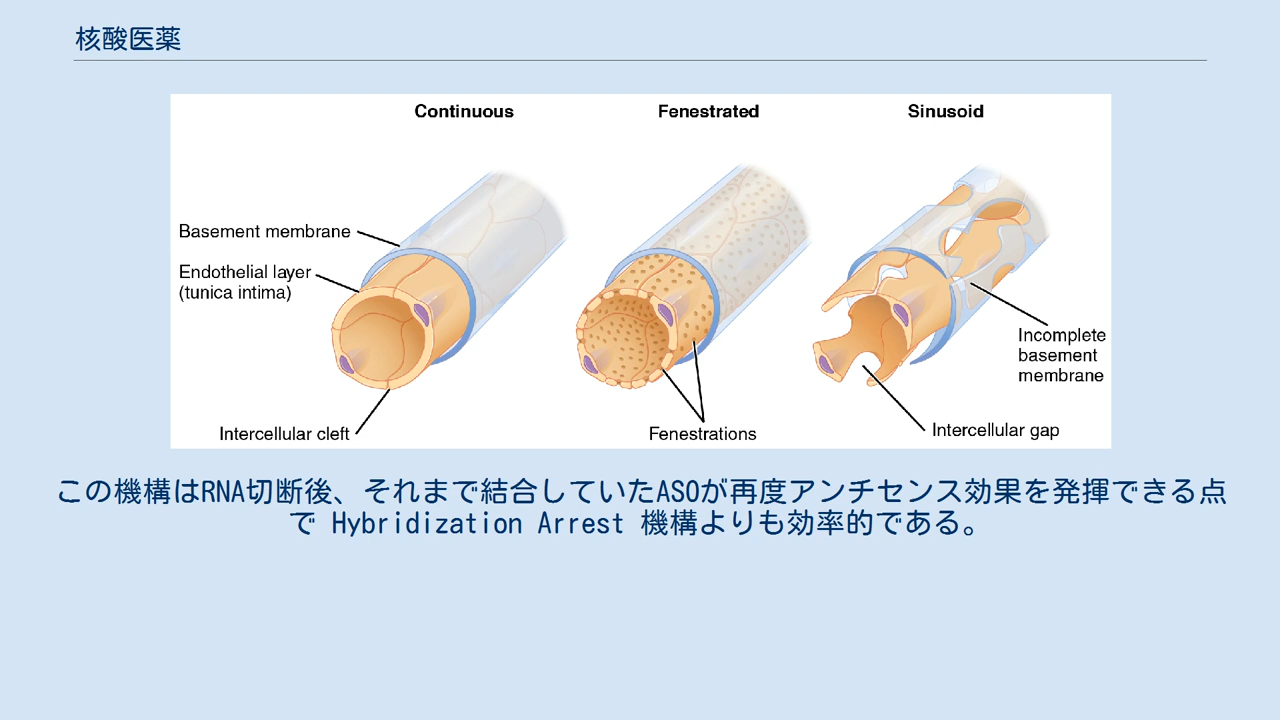 核酸医薬
Continuous
Fenestrated
Sinusoid
Basement membrane
Endothelial layer
(tunica intima)
Incomplete
basement
membrane
Intercellular cleft
Fenestrations
Intercellular gap
この機構はRNA切断後、それまで結合していたASOが再度アンチセンス効果を発揮できる点
で Hybridization Arrest 機構よりも効率的である。